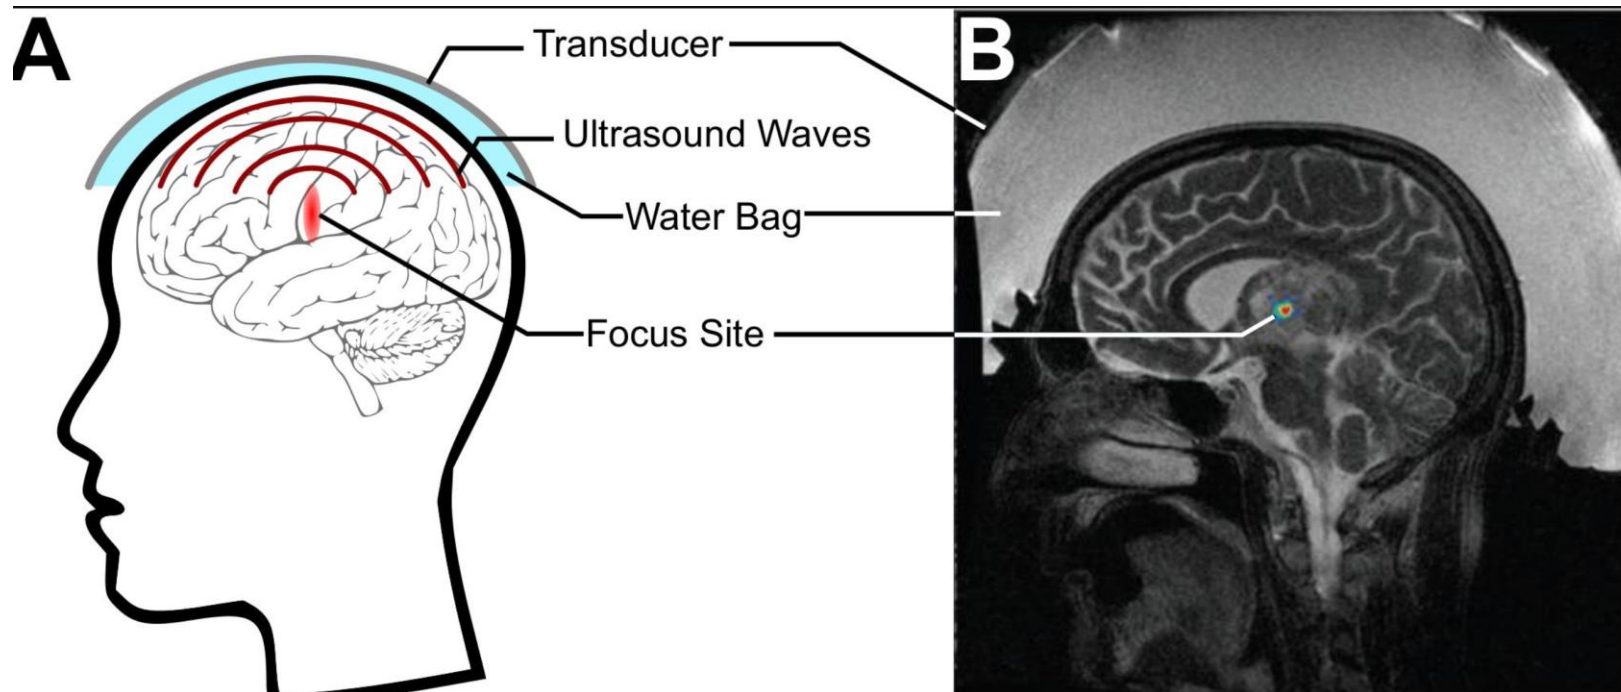 A
B
Transducer
Ultrasound Waves
Water Bag
Focus Site